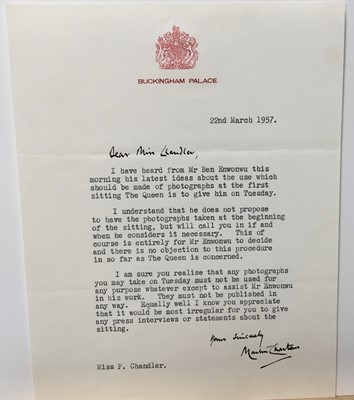 BUCKINGHAM PALACE
22nd March 1957.
Dear Miss Chandler,
I have heard from Mr Ben Enwonwu this
morning his latest ideas about the use which
should be made of photographs at the first
sitting The Queen is to give him on Tuesday.
I understand that he does not propose
to have the photographs taken at the beginning
of the sitting, but will call you in if and
when he considers it necessary. This of
course is entirely for Mr Enwonwu to decide
and there is no objection to this procedure
in so far as The Queen is concerned.
I am sure you realise that any photographs
you may take on Tuesday must not be used for
any purpose whatever except to assist Mr Enwonwu
in his work. They must not be published in
any way. Equally well I know you appreciate
that it would be most irregular for you to give
any press interviews or statements about the
sitting.
Yours sincerely
Martin Charteris
Miss P. Chandler.